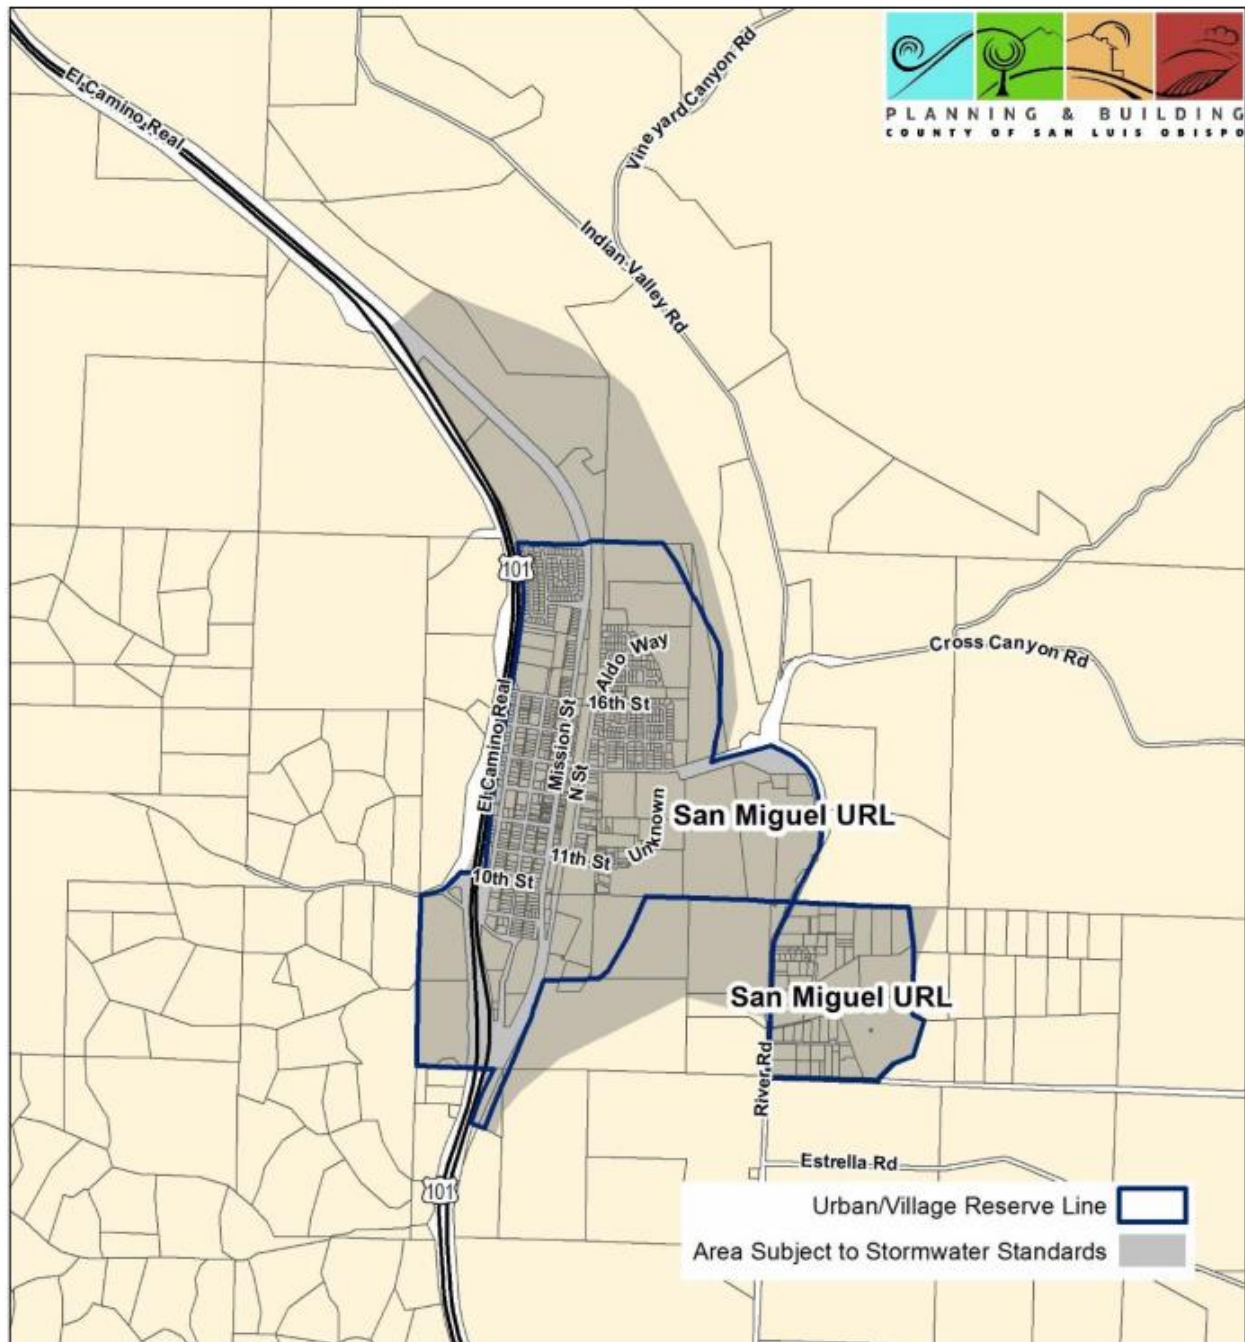 PLANNING & BUILDING
COUNTY OF SAN LUIS OBISPO
El Camino Real
Vineyard Canyon Rd
Indian Valley Rd
101
Cross Canyon Rd
Aldo Way
16th St
El Camino Real
Mission St
N St
Unknown
San Miguel URL
11th St
10th St
San Miguel URL
River Rd
Estrella Rd
101
Urban/Village Reserve Line
Area Subject to Stormwater Standards